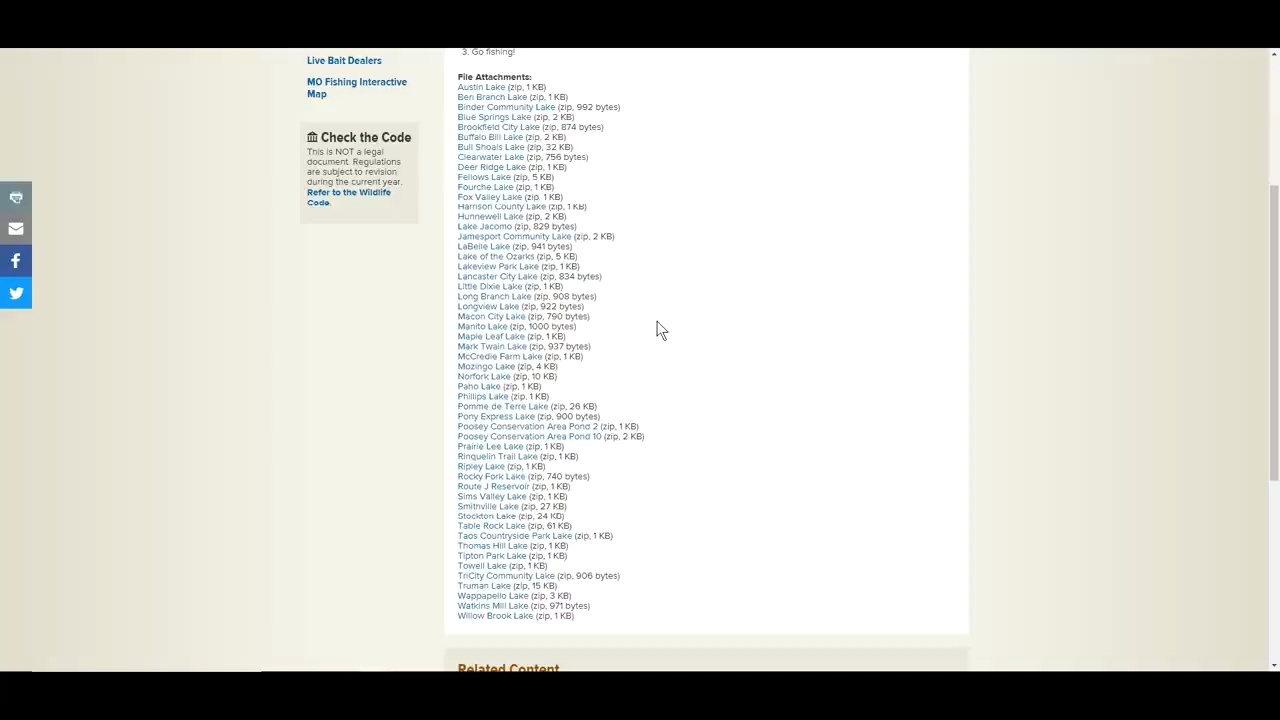 3. Go fishing!
Live Bait Dealers
MO Fishing Interactive
Map
Check the Code
This is NOT a legal
document. Regulations
are subject to revision
during the current year.
Refer to the Wildlife
Code.
File Attachments:
Austin Lake (zip, 1 KB)
Ben Branch Lake (zip, 1 KB)
Binder Community Lake (zip, 992 bytes)
Blue Springs Lake (zip, 2 KB)
Brookfield City Lake (zip, 874 bytes)
Buffalo Bill Lake (zip, 2 KB)
Bull Shoals Lake (zip, 32 KB)
Clearwater Lake (zip, 756 bytes)
Deer Ridge Lake (zip, 1 KB)
Fellows Lake (zip, 5 KB)
Fourche Lake (zip, 1 KB)
Fox Valley Lake (zip, 1 KB)
Harrison County Lake (zip, 1 KB)
Hunnewell Lake (zip, 2 KB)
Lake Jacomo (zip, 829 bytes)
Jamesport Community Lake (zip, 2 KB)
LaBelle Lake (zip, 941 bytes)
Lake of the Ozarks (zip, 5 KB)
Lakeview Park Lake (zip, 1 KB)
Lancaster City Lake (zip, 834 bytes)
Little Dixie Lake (zip, 1 KB)
Long Branch Lake (zip, 908 bytes)
Longview Lake (zip, 922 bytes)
Macon City Lake (zip, 790 bytes)
Manito Lake (zip, 1000 bytes)
Maple Leaf Lake (zip, 1 KB)
Mark Twain Lake (zip, 937 bytes)
McCredie Farm Lake (zip, 1 KB)
Mozingo Lake (zip, 4 KB)
Norfork Lake (zip, 10 KB)
Paho Lake (zip, 1 KB)
Phillips Lake (zip, 1 KB)
Pomme de Terre Lake (zip, 26 KB)
Pony Express Lake (zip, 900 bytes)
Poosey Conservation Area Pond 2 (zip, 1 KB)
Poosey Conservation Area Pond 10 (zip, 2 KB)
Prairie Lee Lake (zip, 1 KB)
Rinquelin Trail Lake (zip, 1 KB)
Ripley Lake (zip, 1 KB)
Rocky Fork Lake (zip, 740 bytes)
Route J Reservoir (zip, 1 KB)
Sims Valley Lake (zip, 1 KB)
Smithville Lake (zip, 27 KB)
Stockton Lake (zip, 24 KB)
Table Rock Lake (zip, 61 KB)
Taos Countryside Park Lake (zip, 1 KB)
Thomas Hill Lake (zip, 1 KB)
Tipton Park Lake (zip, 1 KB)
Towell Lake (zip, 1 KB)
TriCity Community Lake (zip, 906 bytes)
Truman Lake (zip, 15 KB)
Wappapello Lake (zip, 3 KB)
Watkins Mill Lake (zip, 971 bytes)
Willow Brook Lake (zip, 1 KB)
Related Content